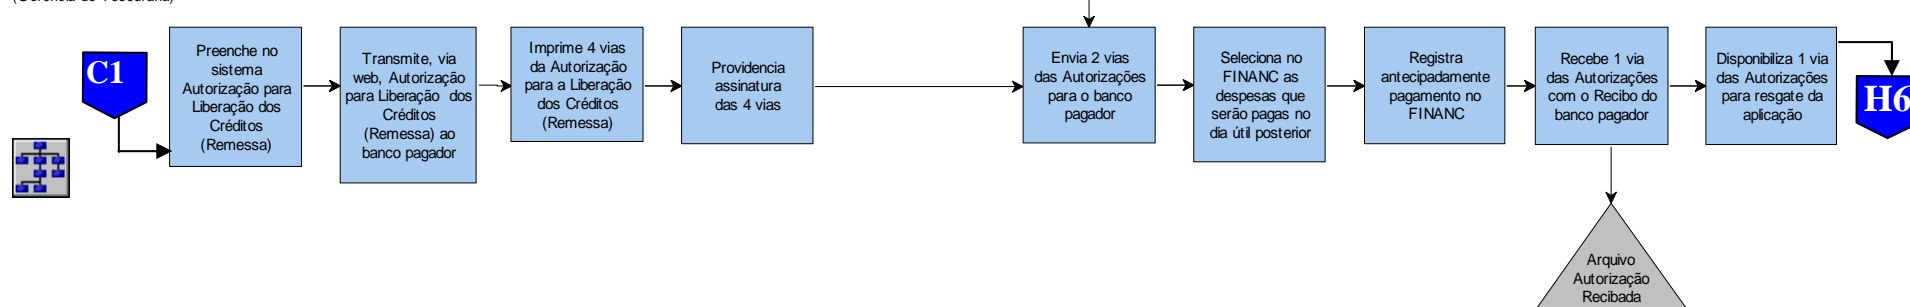 C1
Preenche no
sistema
Autorização para
Liberação dos
Créditos
(Remessa)
Transmite, via
web, Autorização
para Liberação dos
Créditos
(Remessa) ao
banco pagador
Imprime 4 vias
da Autorização
para a Liberação
dos Créditos
(Remessa)
Providencia
assinatura
das 4 vias
Envia 2 vias
das Autorizações
para o banco
pagador
Seleciona no
FINANC as
despesas que
serão pagas no
dia útil posterior
Registra
antecipadamente
pagamento no
FINANC
Recebe 1 via
das Autorizações
com o Recibo do
banco pagador
Disponibiliza 1 via
das Autorizações
para resgate da
aplicação
H6
Arquivo
Autorização
Recibada